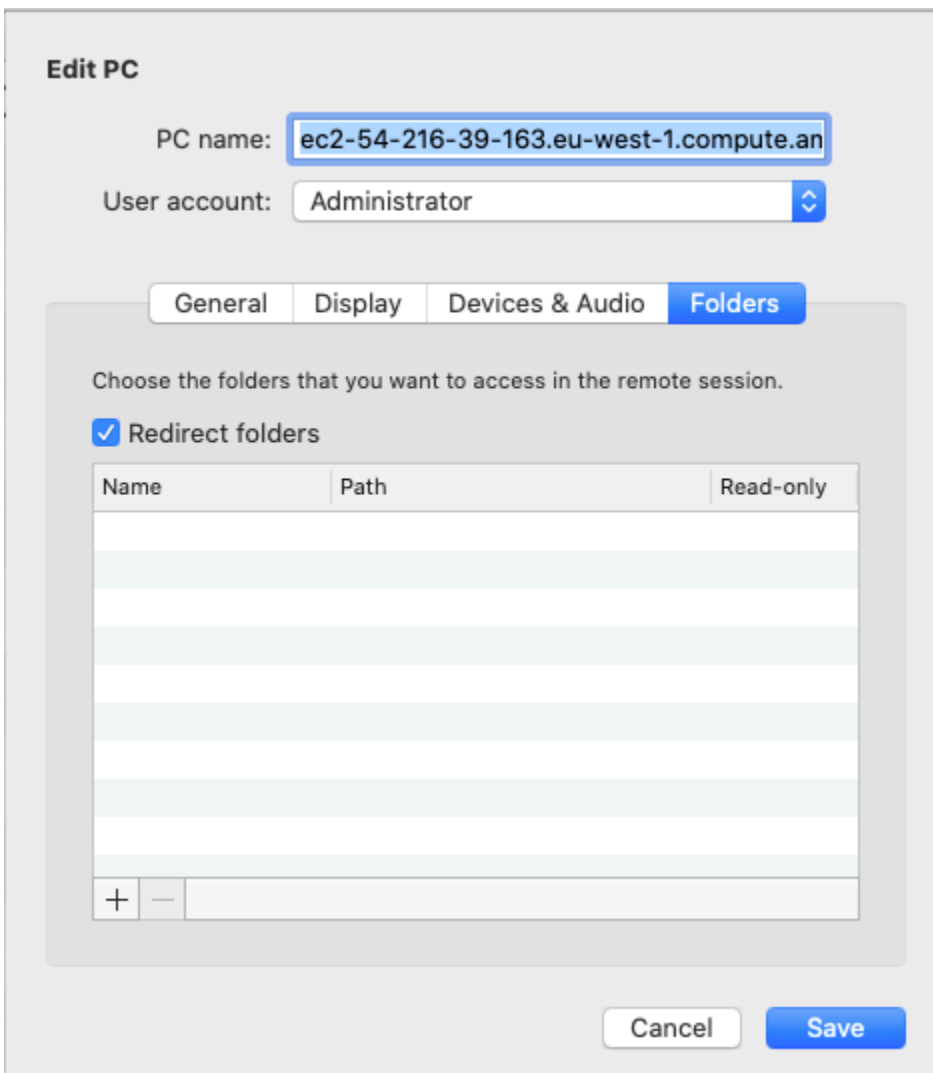 Edit PC
PC name: ec2-54-216-39-163.eu-west-1.compute.am
User account: Administrator
General Display Devices & Audio Folders
Choose the folders that you want to access in the remote session.
Redirect folders
Name Path Read-only
Cancel Save